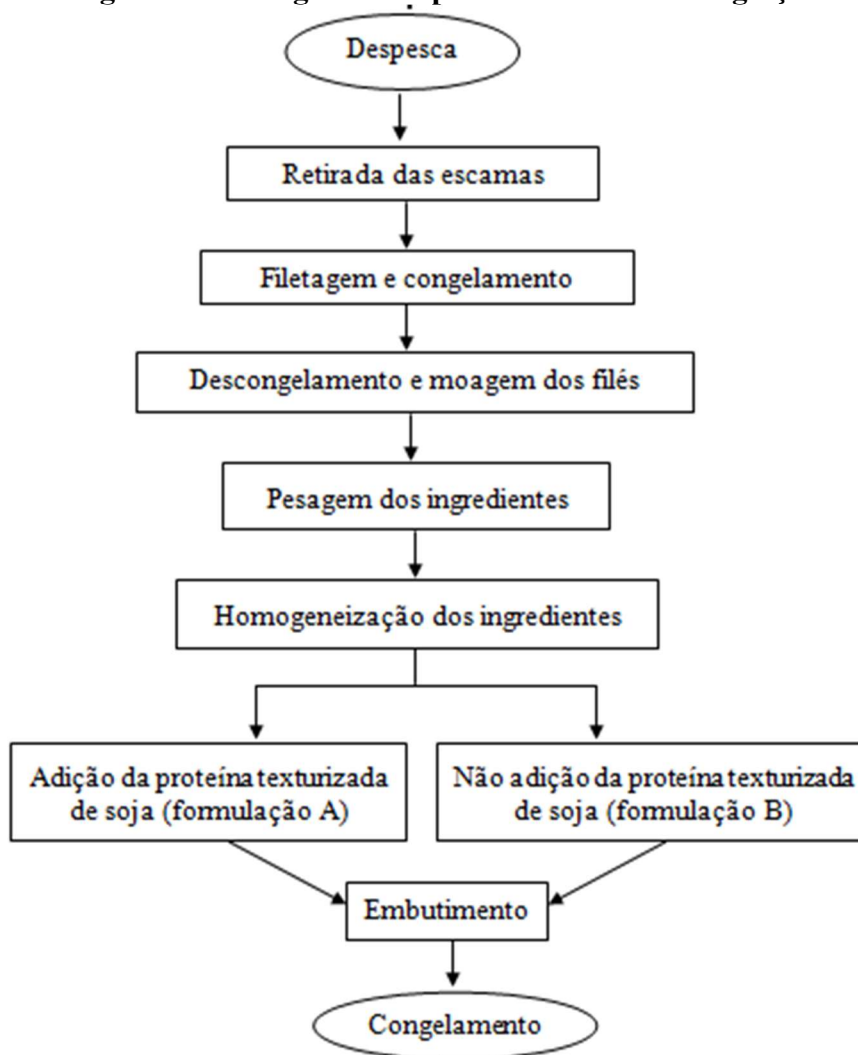 Despesca
Retirada das escamas
Filetagem e congelamento
Descongelamento e moagem dos filés
Pesagem dos ingredientes
Homogeneização dos ingredientes
Adição da proteína texturizada
de soja (formulação A)
Não adição da proteína texturizada
de soja (formulação B)
Embutimento
Congelamento